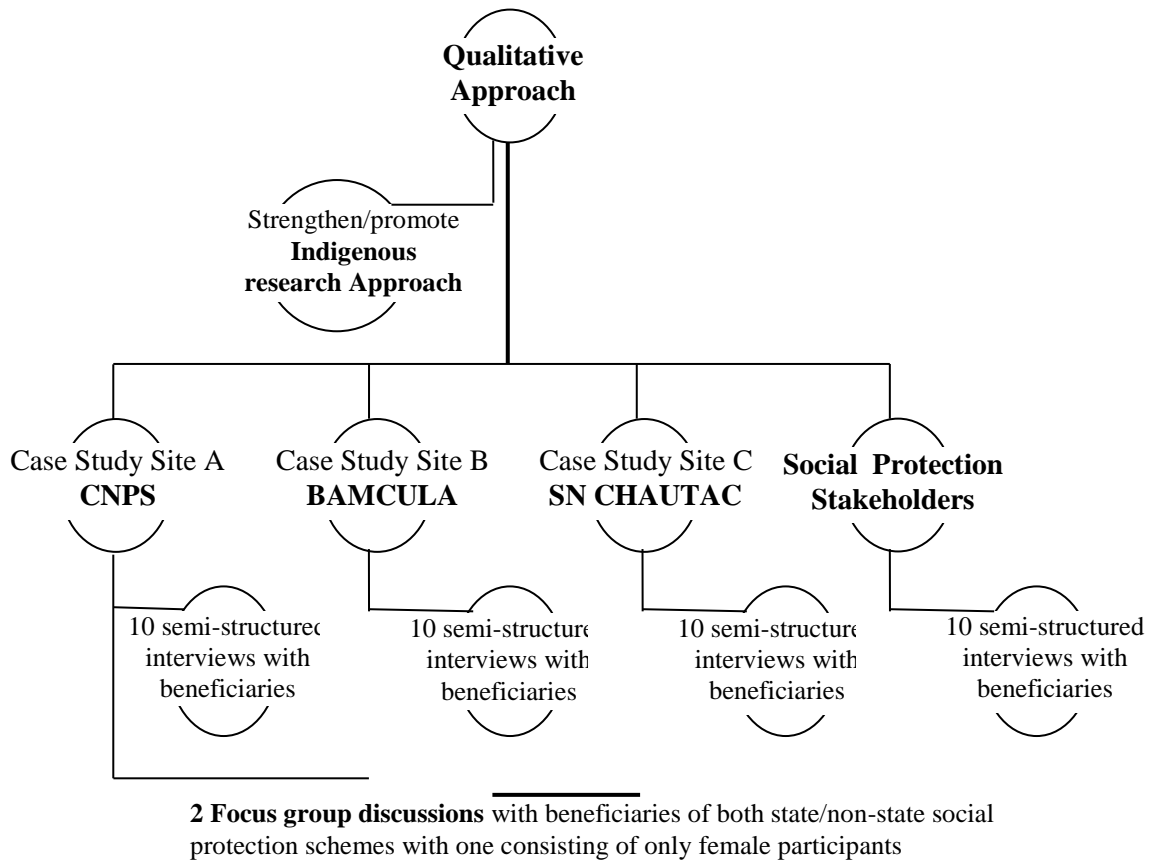 Qualitative
Approach
Strengthen/promote
Indigenous
research Approach
Case Study Site A
CNPS
Case Study Site B
BAMCULA
Case Study Site C
SN CHAUTAC
Social Protection
Stakeholders
10 semi-structured
interviews with
beneficiaries
10 semi-structure
interviews with
beneficiaries
10 semi-structure
interviews with
beneficiaries
10 semi-structured
interviews with
beneficiaries
2 Focus group discussions with beneficiaries of both state/non-state social
protection schemes with one consisting of only female participants